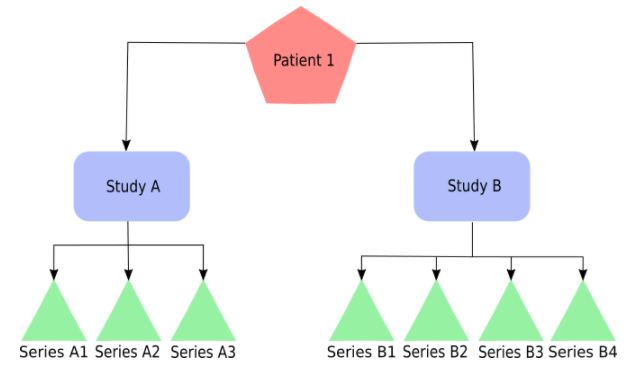 Patient 1
Study A
Study B
Series A1 Series A2 Series A3
Series B1 Series B2 Series B3 Series B4